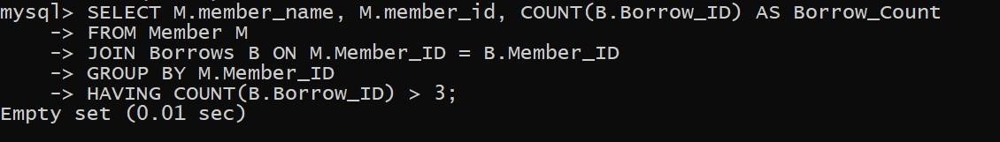 mysql> SELECT M.member_name, M.member_id, COUNT(B.Borrow_ID) AS Borrow_Count
    -> FROM Member M
    -> JOIN Borrows B ON M.Member_ID = B.Member_ID
    -> GROUP BY M.Member_ID
    -> HAVING COUNT(B.Borrow_ID) > 3;
Empty set (0.01 sec)